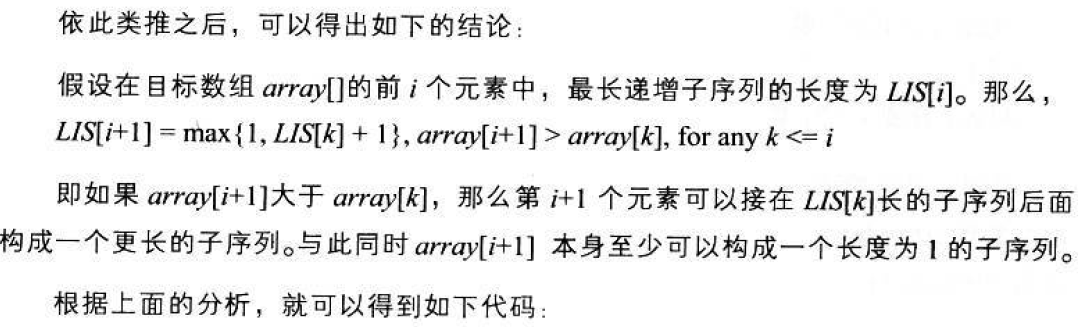 依此类推之后，可以得出如下的结论：
假设在目标数组 array[]的前 i 个元素中，最长递增子序列的长度为 LIS[i]。那么，
LIS[i+1] = max{1, LIS[k] + 1}, array[i+1] > array[k], for any k <= i
即如果 array[i+1]大于 array[k]，那么第 i+1 个元素可以接在 LIS[k]长的子序列后面
构成一个更长的子序列。与此同时 array[i+1] 本身至少可以构成一个长度为 1 的子序列。
根据上面的分析，就可以得到如下代码：